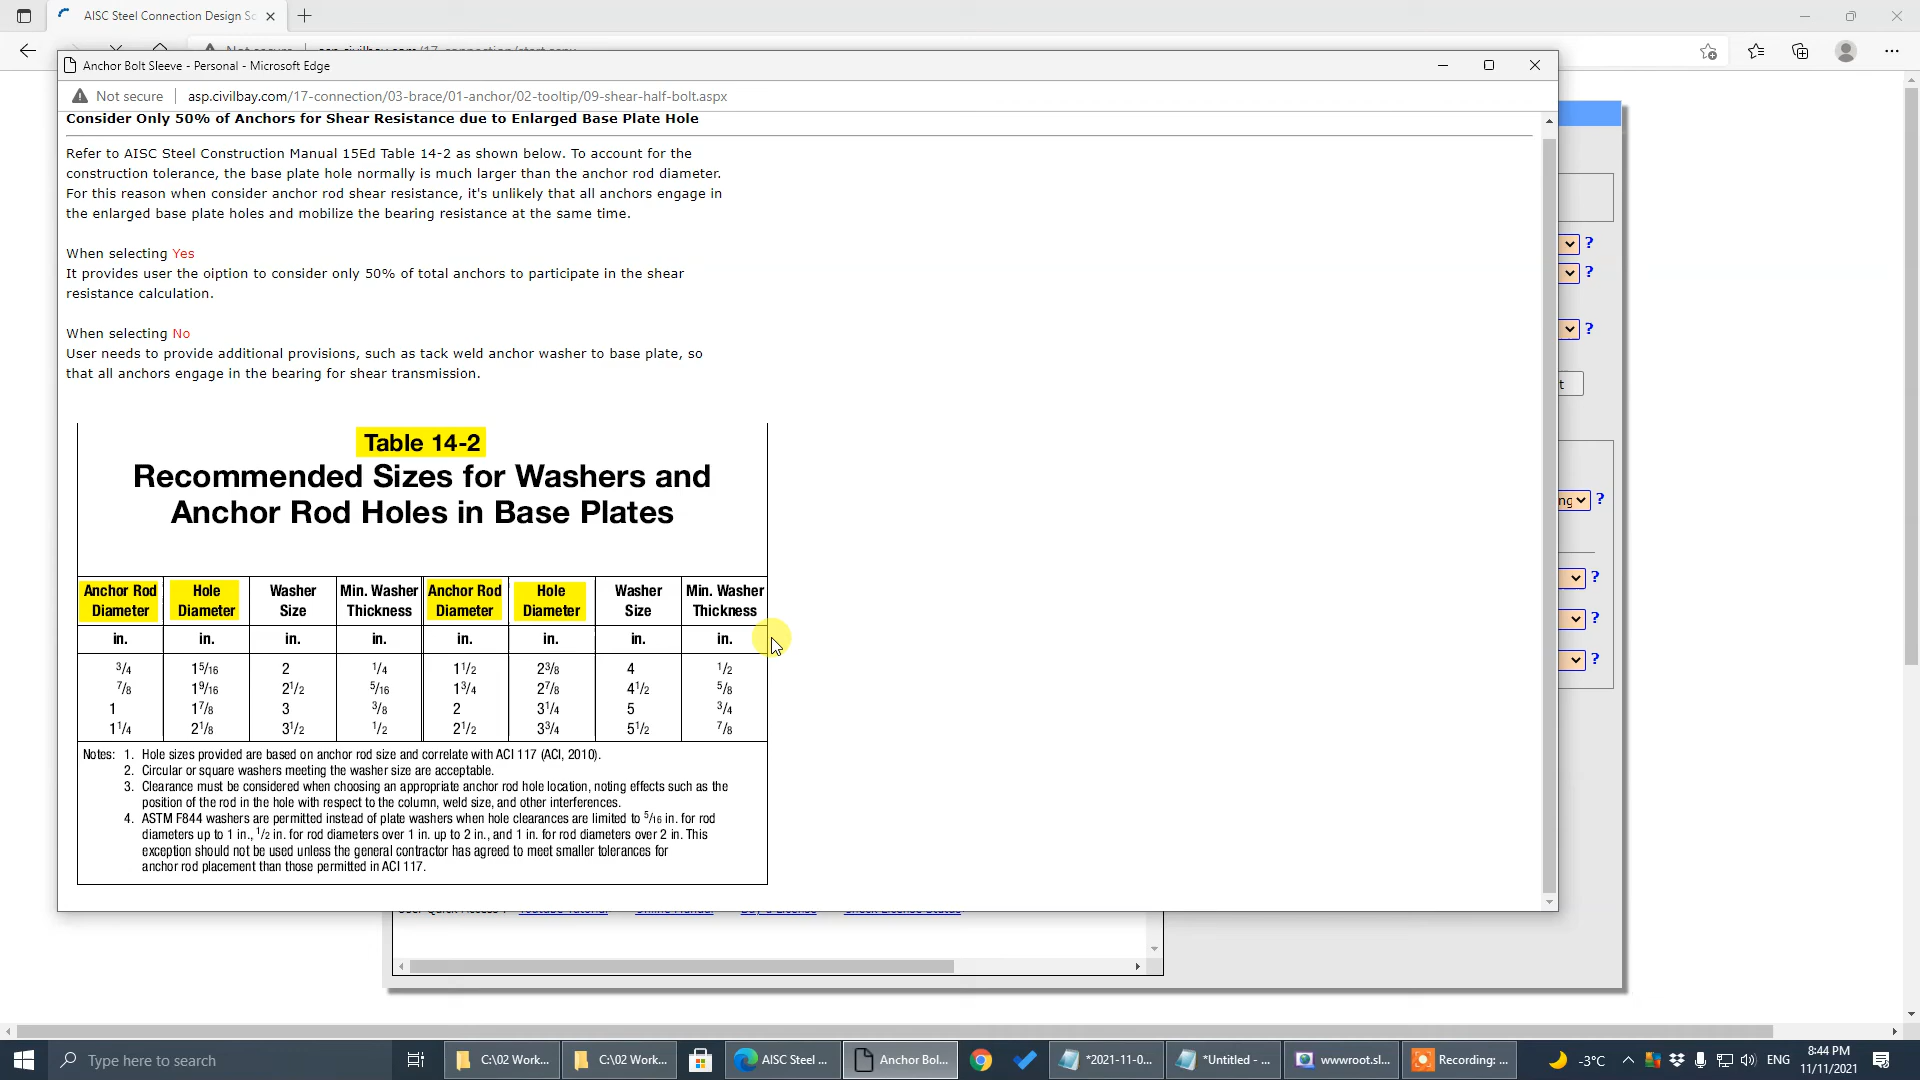 AISC Steel Connection Design So
Anchor Bolt Sleeve - Personal - Microsoft Edge
Not secure asp.civilbay.com/17-connection/03-brace/01-anchor/02-tooltip/09-shear-half-bolt.aspx
Consider Only 50% of Anchors for Shear Resistance due to Enlarged Base Plate Hole
Refer to AISC Steel Construction Manual 15Ed Table 14-2 as shown below. To account for the
construction tolerance, the base plate hole normally is much larger than the anchor rod diameter.
For this reason when consider anchor rod shear resistance, it's unlikely that all anchors engage in
the enlarged base plate holes and mobilize the bearing resistance at the same time.
When selecting Yes
It provides user the oiption to consider only 50% of total anchors to participate in the shear
resistance calculation.
When selecting No
User needs to provide additional provisions, such as tack weld anchor washer to base plate, so
that all anchors engage in the bearing for shear transmission.
Table 14-2
Recommended Sizes for Washers and
Anchor Rod Holes in Base Plates
Anchor Rod Hole Washer Min. Washer Anchor Rod Hole Washer Min. Washer
Diameter Diameter Size Thickness Diameter Diameter Size Thickness
in. in. in. in. in. in. in. in.
3/4 1 5/16 2 1/4 1 1/2 2 3/8 4 1/2
7/8 1 9/16 2 1/2 5/16 1 3/4 2 7/8 4 1/2 5/8
1 1 7/8 3 3/8 2 3 1/4 5 3/4
1 1/4 2 1/8 3 1/2 1/2 2 1/2 3 3/4 5 1/2 7/8
Notes: 1. Hole sizes provided are based on anchor rod size and correlate with ACI 117 (ACI, 2010).
2. Circular or square washers meeting the washer size are acceptable.
3. Clearance must be considered when choosing an appropriate anchor rod hole location, noting effects such as the
position of the rod in the hole with respect to the column, weld size, and other interferences.
4. ASTM F844 washers are permitted instead of plate washers when hole clearances are limited to 5/16 in. for rod
diameters up to 1 in., 1/2 in. for rod diameters over 1 in. up to 2 in., and 1 in. for rod diameters over 2 in. This
exception should not be used unless the general contractor has agreed to meet smaller tolerances for
anchor rod placement than those permitted in ACI 117.
?
?
?
t
ng ?
?
?
?
Type here to search C:\02 Work... C:\02 Work... AISC Steel ... Anchor Bol... *2021-11-0... *Untitled - ... wwwroot.sl... Recording: ... -3°C ENG 8:44 PM
11/11/2021